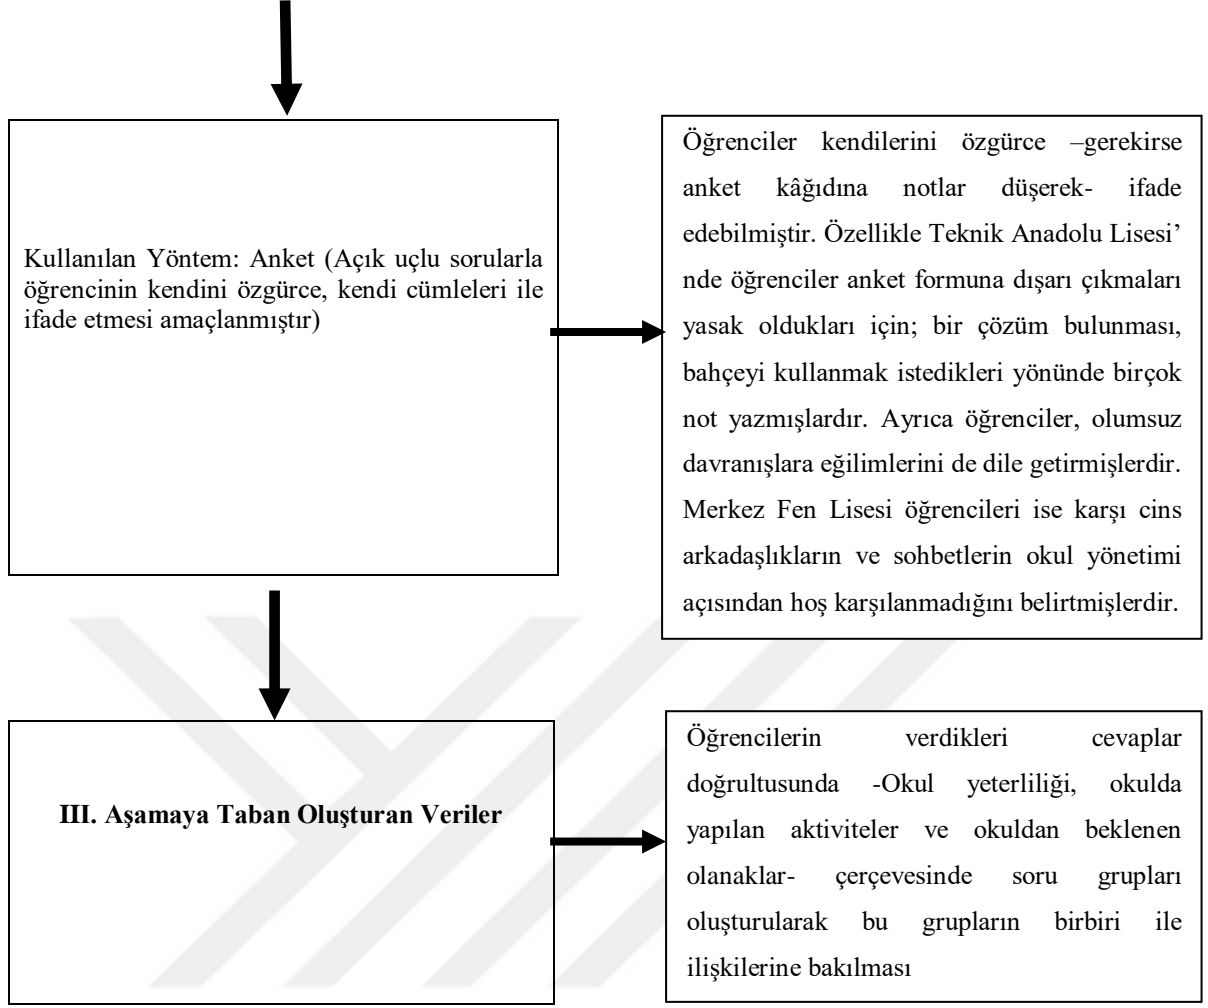 Kullanılan Yöntem: Anket (Açık uçlu sorularla
öğrencinin kendini özgürce, kendi cümleleri ile
ifade etmesi amaçlanmıştır)
Öğrenciler kendilerini özgürce –gerekirse
anket kâğıdına notlar düşerek- ifade
edebilmiştir. Özellikle Teknik Anadolu Lisesi’
nde öğrenciler anket formuna dışarı çıkmaları
yasak oldukları için; bir çözüm bulunması,
bahçeyi kullanmak istedikleri yönünde birçok
not yazmışlardır. Ayrıca öğrenciler, olumsuz
davranışlara eğilimlerini de dile getirmişlerdir.
Merkez Fen Lisesi öğrencileri ise karşı cins
arkadaşlıkların ve sohbetlerin okul yönetimi
açısından hoş karşılanmadığını belirtmişlerdir.
III. Aşamaya Taban Oluşturan Veriler
Öğrencilerin verdikleri cevaplar
doğrultusunda -Okul yeterliliği, okulda
yapılan aktiviteler ve okuldan beklenen
olanaklar- çerçevesinde soru grupları
oluşturularak bu grupların birbiri ile
ilişkilerine bakılması